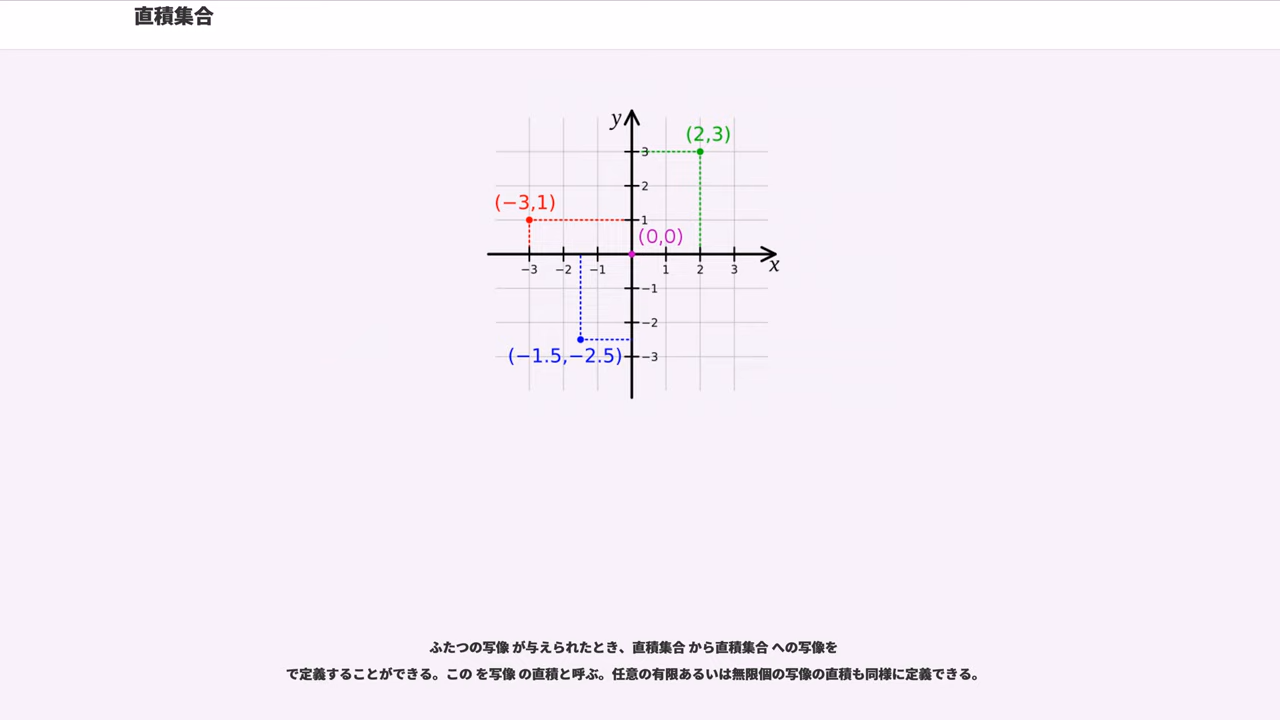 直積集合
y
(2,3)
3
2
(−3,1)
1
(0,0)
−3 −2 −1 1 2 3 x
−1
−2
(−1.5,−2.5)
−3
ふたつの写像 が与えられたとき、直積集合 から直積集合 への写像を
で定義することができる。この を写像 の直積と呼ぶ。任意の有限あるいは無限個の写像の直積も同様に定義できる。